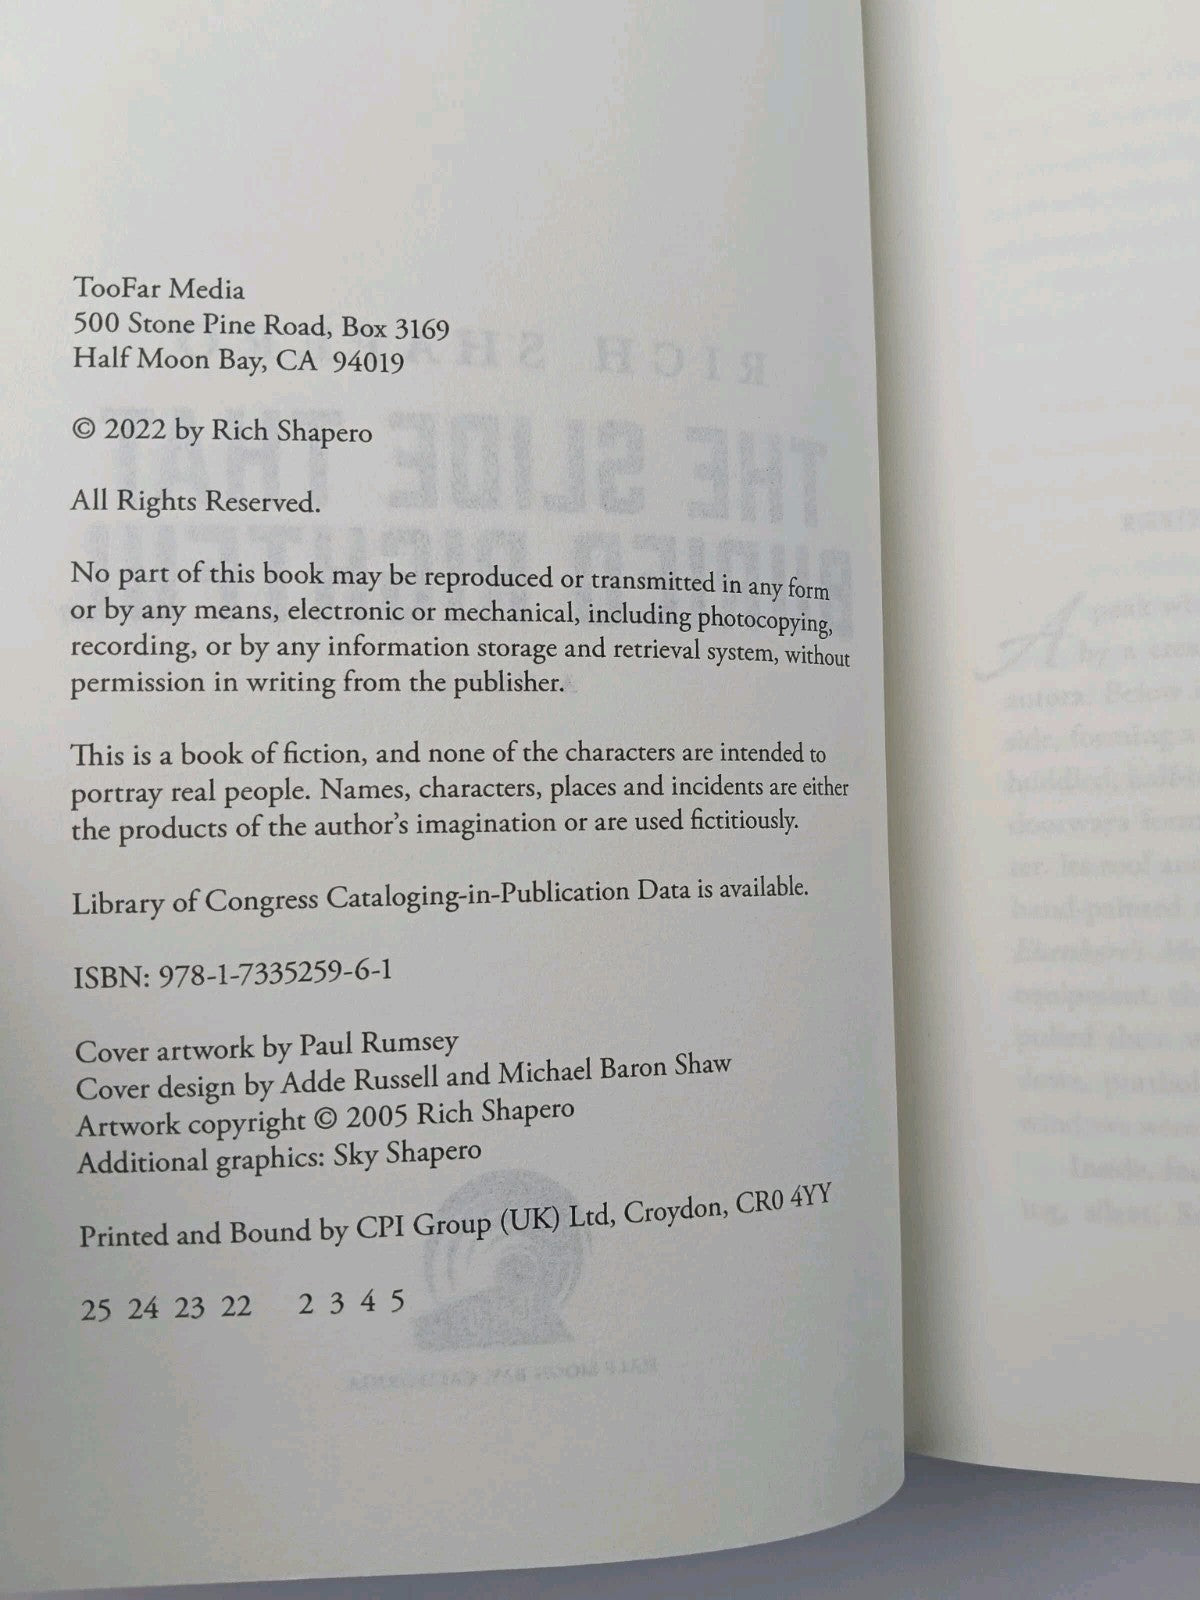 TooFar Media
500 Stone Pine Road, Box 3169
Half Moon Bay, CA 94019
© 2022 by Rich Shapero
All Rights Reserved.
No part of this book may be reproduced or transmitted in any form
or by any means, electronic or mechanical, including photocopying,
recording, or by any information storage and retrieval system, without
permission in writing from the publisher.
This is a book of fiction, and none of the characters are intended to
portray real people. Names, characters, places and incidents are either
the products of the author's imagination or are used fictitiously.
Library of Congress Cataloging-in-Publication Data is available.
ISBN: 978-1-7335259-6-1
Cover artwork by Paul Rumsey
Cover design by Adde Russell and Michael Baron Shaw
Artwork copyright © 2005 Rich Shapero
Additional graphics: Sky Shapero
Printed and Bound by CPI Group (UK) Ltd, Croydon, CR0 4YY
25 24 23 22 2 3 4 5